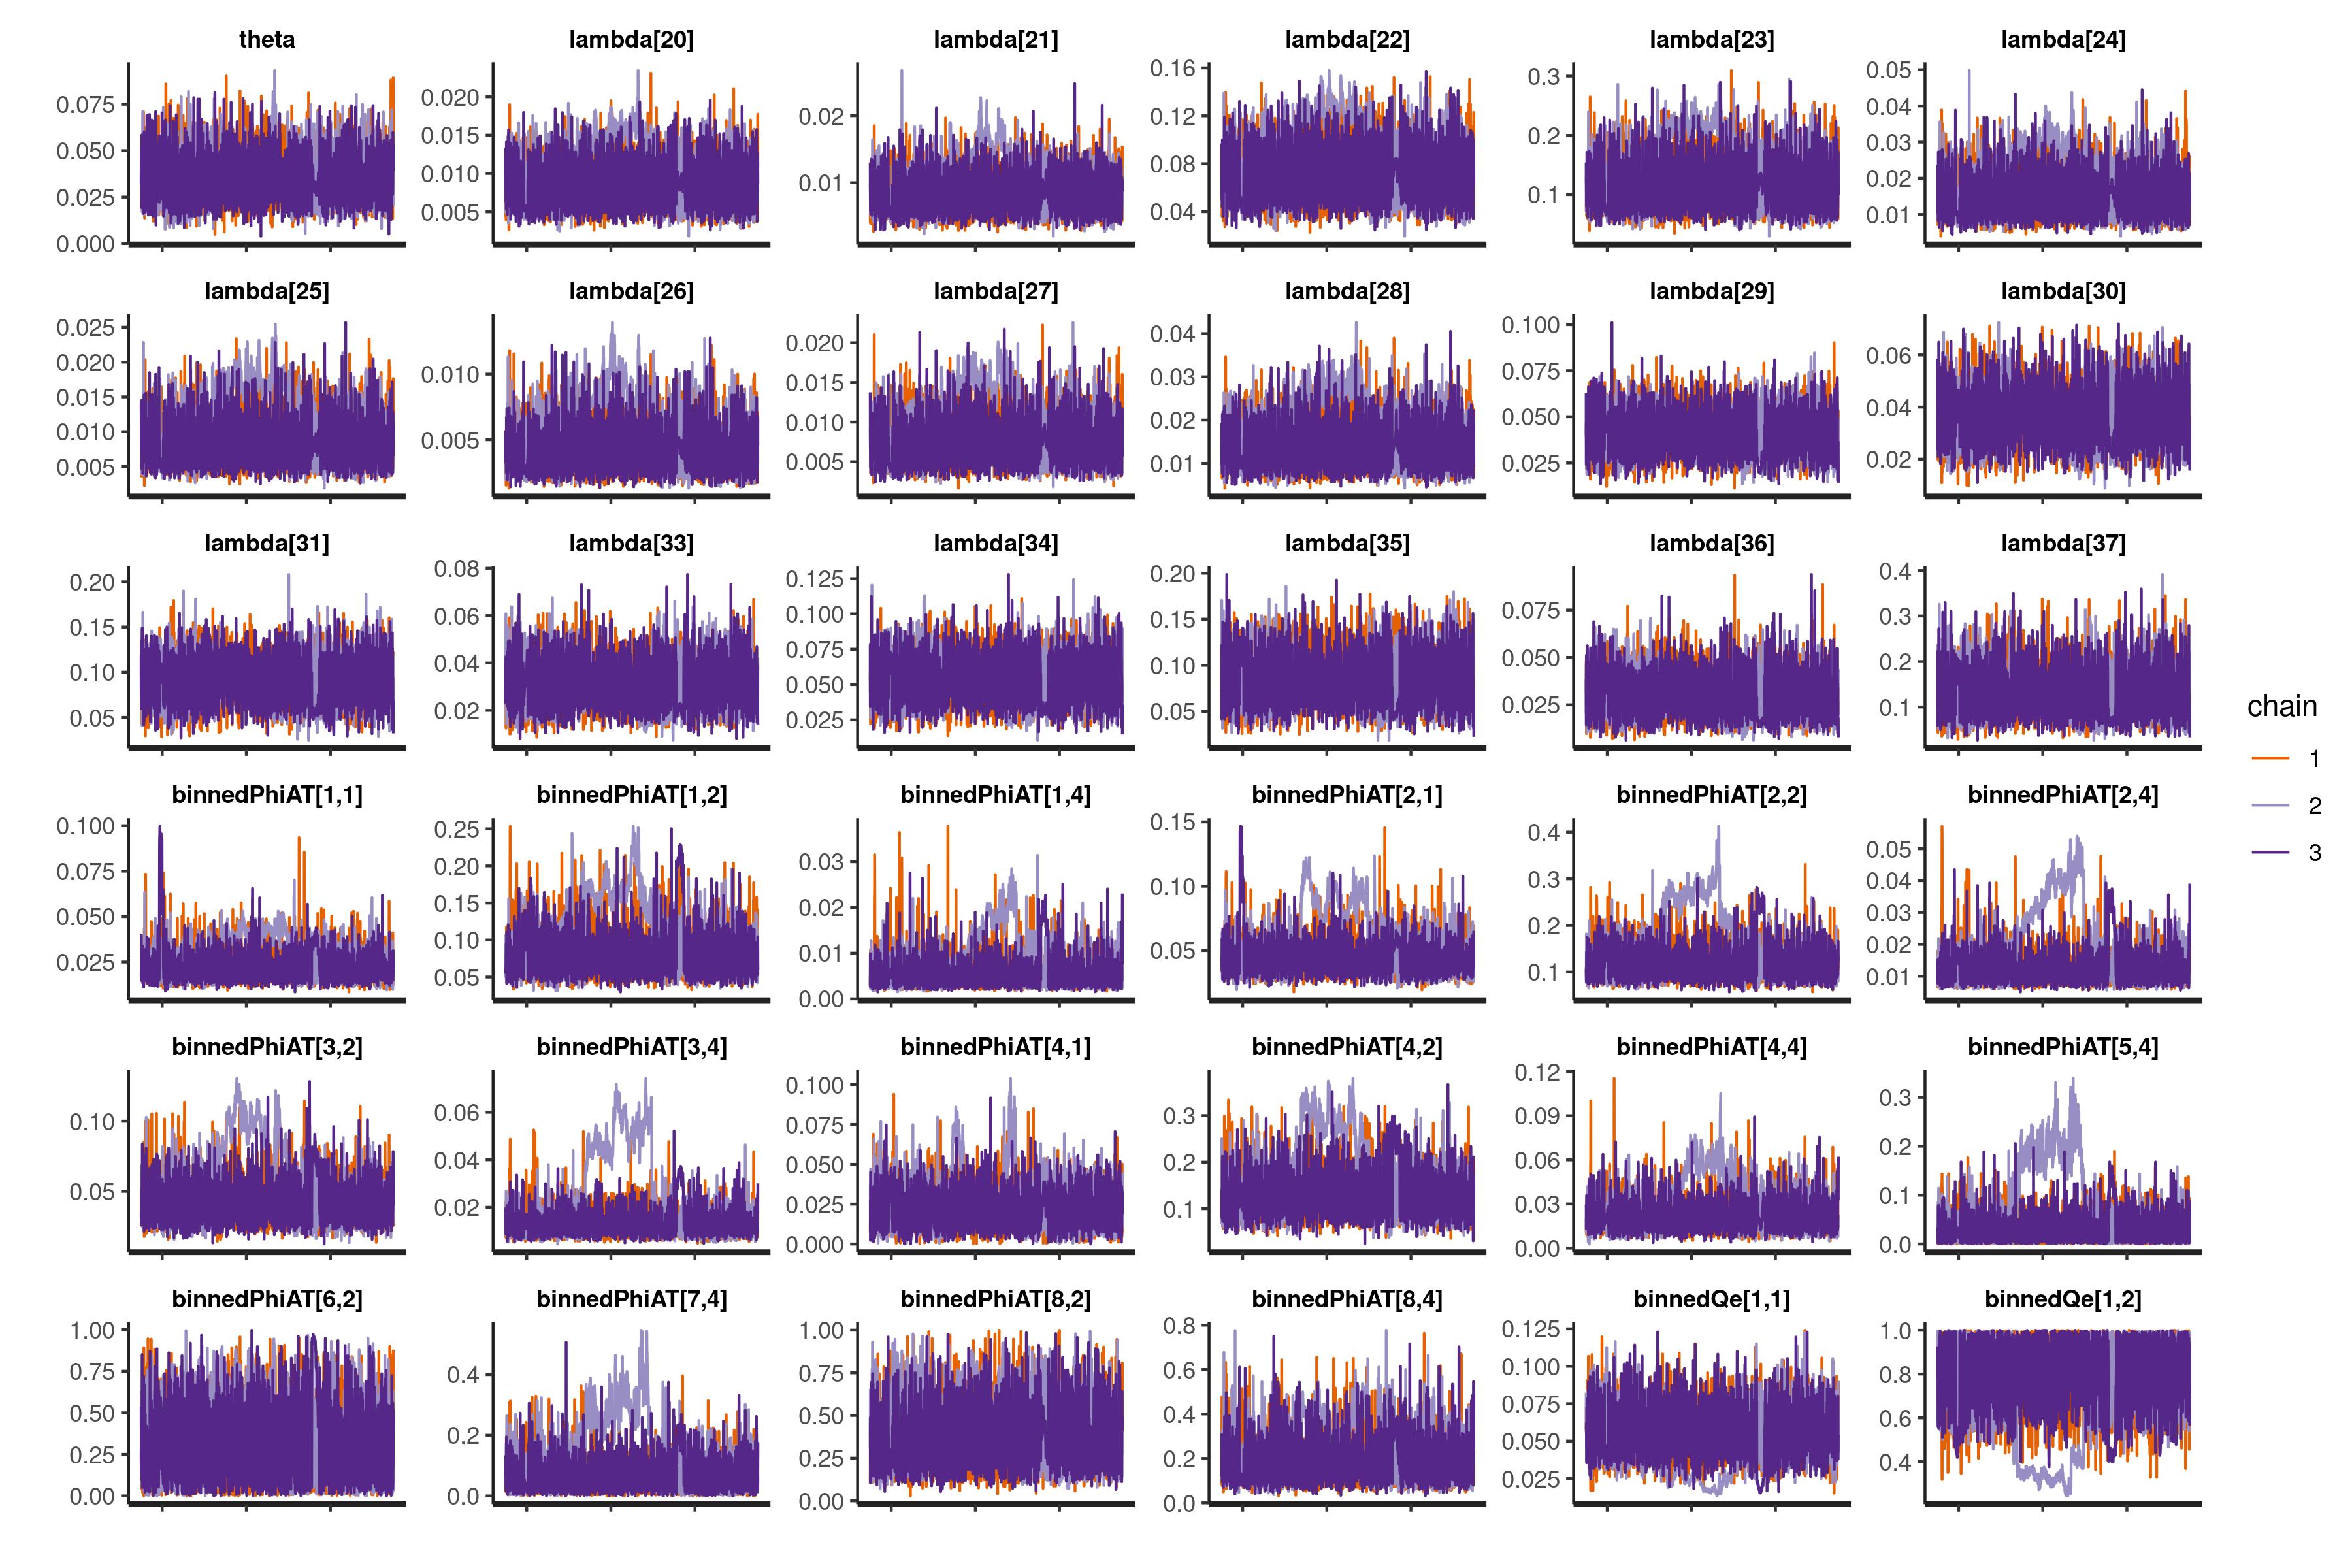 theta lambda[20] lambda[21] lambda[22] lambda[23] lambda[24]
0.075 0.050 0.025 0.000
0.020 0.015 0.010 0.005
0.02 0.01
0.16 0.12 0.08 0.04
0.3 0.2 0.1
0.05 0.04 0.03 0.02 0.01
lambda[25] lambda[26] lambda[27] lambda[28] lambda[29] lambda[30]
0.025 0.020 0.015 0.010 0.005
0.010 0.005
0.020 0.015 0.010 0.005
0.04 0.03 0.02 0.01
0.100 0.075 0.050 0.025
0.06 0.04 0.02
lambda[31] lambda[33] lambda[34] lambda[35] lambda[36] lambda[37]
0.20 0.15 0.10 0.05
0.08 0.06 0.04 0.02
0.125 0.100 0.075 0.050 0.025
0.20 0.15 0.10 0.05
0.075 0.050 0.025
0.4 0.3 0.2 0.1
chain
1
2
3
binnedPhiAT[1,1] binnedPhiAT[1,2] binnedPhiAT[1,4] binnedPhiAT[2,1] binnedPhiAT[2,2] binnedPhiAT[2,4]
0.100 0.075 0.050 0.025
0.25 0.20 0.15 0.10 0.05
0.03 0.02 0.01 0.00
0.15 0.10 0.05
0.4 0.3 0.2 0.1
0.05 0.04 0.03 0.02 0.01
binnedPhiAT[3,2] binnedPhiAT[3,4] binnedPhiAT[4,1] binnedPhiAT[4,2] binnedPhiAT[4,4] binnedPhiAT[5,4]
0.10 0.05
0.06 0.04 0.02
0.100 0.075 0.050 0.025 0.000
0.3 0.2 0.1
0.12 0.09 0.06 0.03 0.00
0.3 0.2 0.1 0.0
binnedPhiAT[6,2] binnedPhiAT[7,4] binnedPhiAT[8,2] binnedPhiAT[8,4] binnedQe[1,1] binnedQe[1,2]
1.00 0.75 0.50 0.25 0.00
0.4 0.2 0.0
1.00 0.75 0.50 0.25 0.00
0.8 0.6 0.4 0.2 0.0
0.125 0.100 0.075 0.050 0.025
1.0 0.8 0.6 0.4